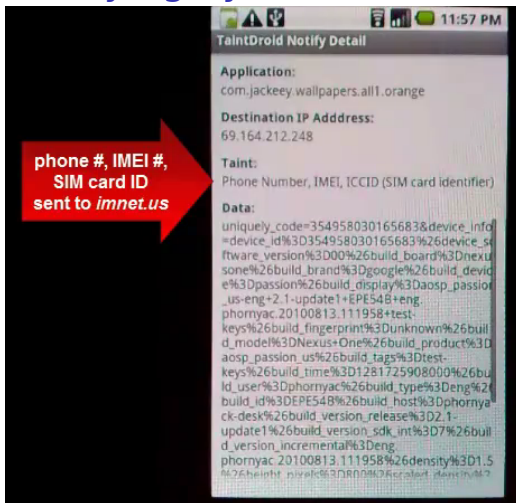 11:57 PM
TaintDroid Notify Detail
Application:
com.jackeey.wallpapers.all1.orange
Destination IP Adddress:
69.164.212.248
Taint:
Phone Number, IMEI, ICCID (SIM card identifier)
Data:
phone #, IMEI #,
SIM card ID
sent to imnet.us
uniquely_code=354958030165683&device_info
=device_id%3D354958030165683%26device_so
ftware_version%3D00%26build_board%3Dnexu
sone%26build_brand%3Dgoogle%26build_devic
e%3Dpassion%26build_display%3Daosp_passion
_us-eng+2.1-update1+EPE54B+eng.
phornyac.20100813.111958+test-
keys%26build_fingerprint%3Dunknown%26buil
d_model%3DNexus+One%26build_product%3D
aosp_passion_us%26build_tags%3Dtest-
keys%26build_time%3D1281725908000%26bu
ld_user%3Dphornyac%26build_type%3Deng%26
build_id%3DEPE54B%26build_host%3Dphornya
ck-desk%26build_version_release%3D2.1-
update1%26build_version_sdk_int%3D7%26buil
d_version_incremental%3Deng.
phornyac.20100813.111958%26density%3D1.5